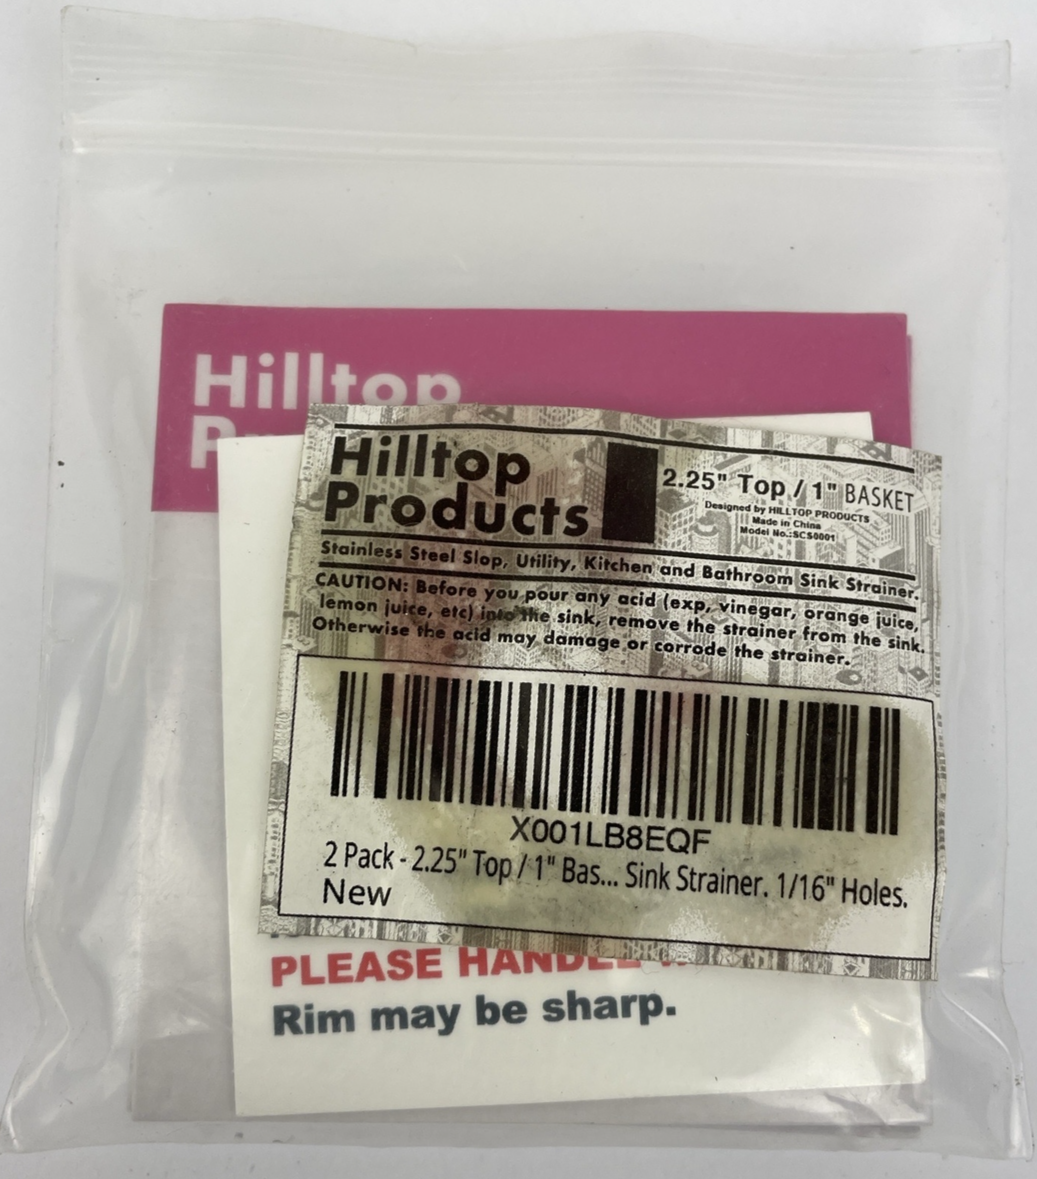 Hilltop
Hilltop
Products
2.25" Top / 1" BASKET
Designed by HILLTOP PRODUCTS
Made in China
Model No.:SCS0001
Stainless Steel Slop, Utility, Kitchen and Bathroom Sink Strainer.
CAUTION: Before you pour any acid (exp, vinegar, orange juice,
lemon juice, etc) into the sink, remove the strainer from the sink.
Otherwise the acid may damage or corrode the strainer.
X001LB8EQF
2 Pack - 2.25" Top / 1" Bas... Sink Strainer. 1/16" Holes.
New
PLEASE HANDLE
Rim may be sharp.